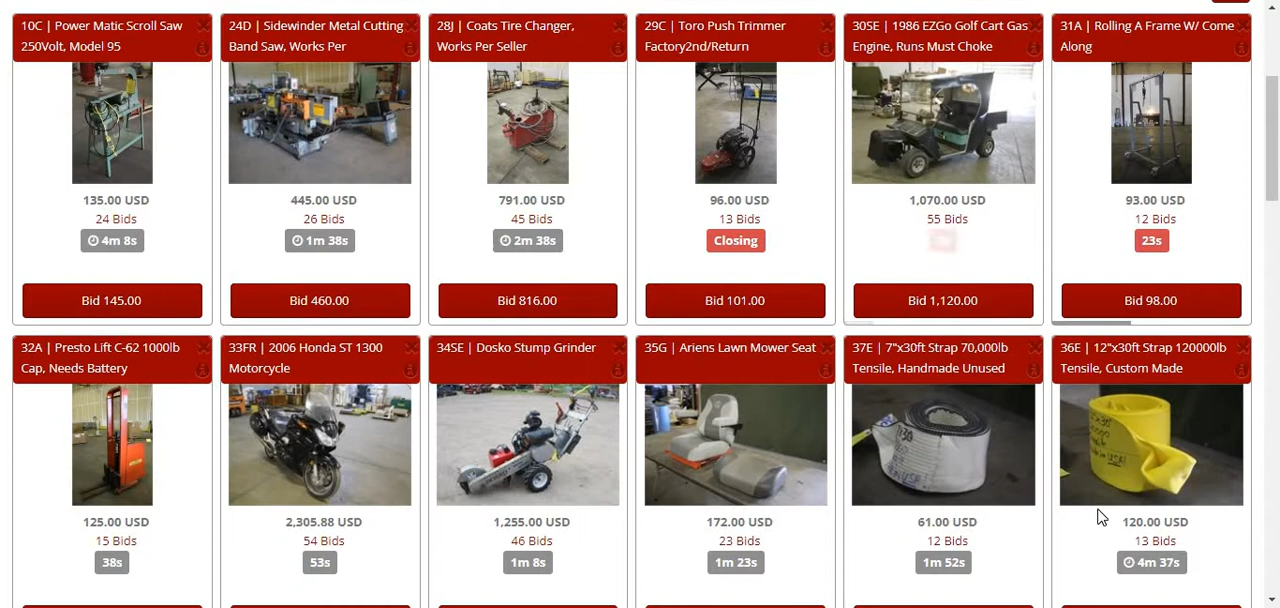 10C | Power Matic Scroll Saw
250Volt, Model 95
24D | Sidewinder Metal Cutting
Band Saw, Works Per
28J | Coats Tire Changer,
Works Per Seller
29C | Toro Push Trimmer
Factory2nd/Return
30SE | 1986 EZGo Golf Cart Gas
Engine, Runs Must Choke
31A | Rolling A Frame W/ Come
Along
135.00 USD
445.00 USD
791.00 USD
96.00 USD
1,070.00 USD
93.00 USD
24 Bids
26 Bids
45 Bids
13 Bids
55 Bids
12 Bids
4m 8s
1m 38s
2m 38s
Closing
23s
Bid 145.00
Bid 460.00
Bid 816.00
Bid 101.00
Bid 1,120.00
Bid 98.00
32A | Presto Lift C-62 1000lb
Cap, Needs Battery
33FR | 2006 Honda ST 1300
Motorcycle
34SE | Dosko Stump Grinder
35G | Ariens Lawn Mower Seat
37E | 7"x30ft Strap 70,000lb
Tensile, Handmade Unused
36E | 12"x30ft Strap 120000lb
Tensile, Custom Made
125.00 USD
2,305.88 USD
1,255.00 USD
172.00 USD
61.00 USD
120.00 USD
15 Bids
54 Bids
46 Bids
23 Bids
12 Bids
13 Bids
38s
53s
1m 8s
1m 23s
1m 52s
4m 37s